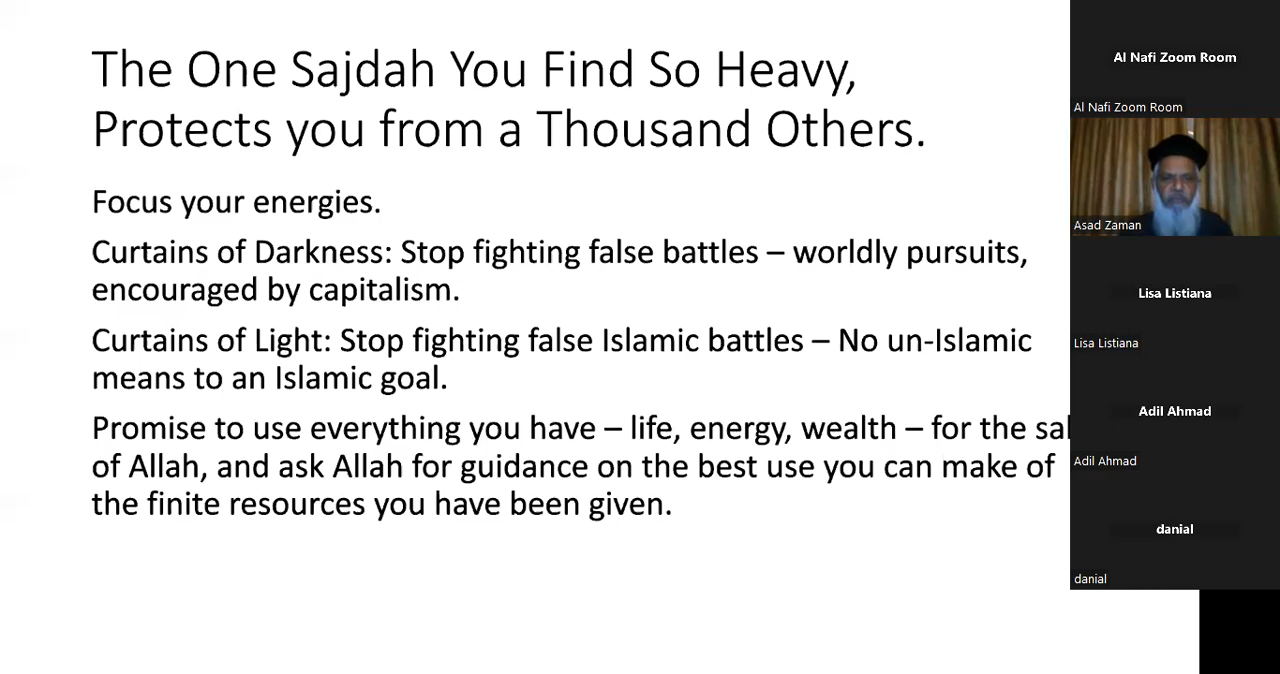 The One Sajdah You Find So Heavy,
Protects you from a Thousand Others.
Focus your energies.
Curtains of Darkness: Stop fighting false battles – worldly pursuits,
encouraged by capitalism.
Curtains of Light: Stop fighting false Islamic battles – No un-Islamic
means to an Islamic goal.
Promise to use everything you have – life, energy, wealth – for the
of Allah, and ask Allah for guidance on the best use you can make of
the finite resources you have been given.
Al Nafi Zoom Room
Al Nafi Zoom Room
Asad Zaman
Lisa Listiana
Lisa Listiana
Adil Ahmad
Adil Ahmad
danial
danial